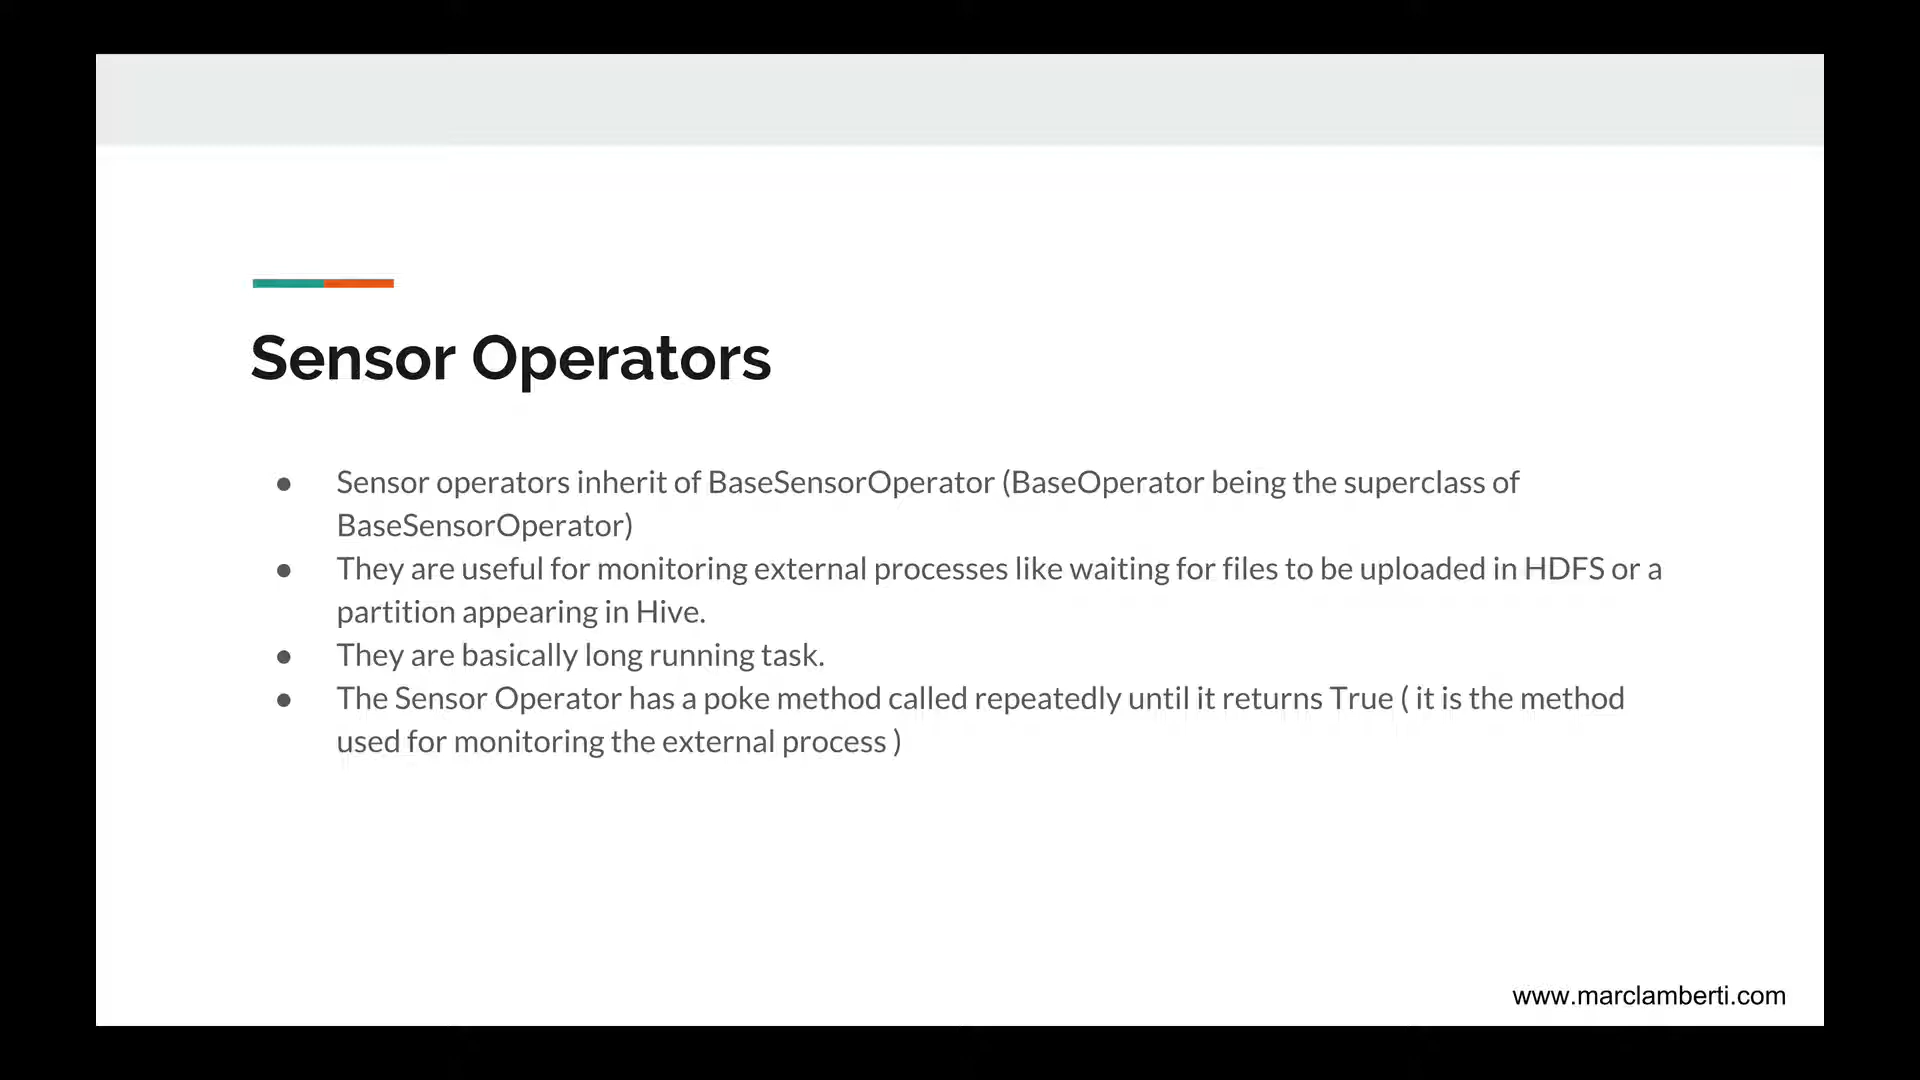 Sensor Operators
● Sensor operators inherit of BaseSensorOperator (BaseOperator being the superclass of
BaseSensorOperator)
● They are useful for monitoring external processes like waiting for files to be uploaded in HDFS or a
partition appearing in Hive.
● They are basically long running task.
● The Sensor Operator has a poke method called repeatedly until it returns True ( it is the method
used for monitoring the external process )
www.marclamberti.com